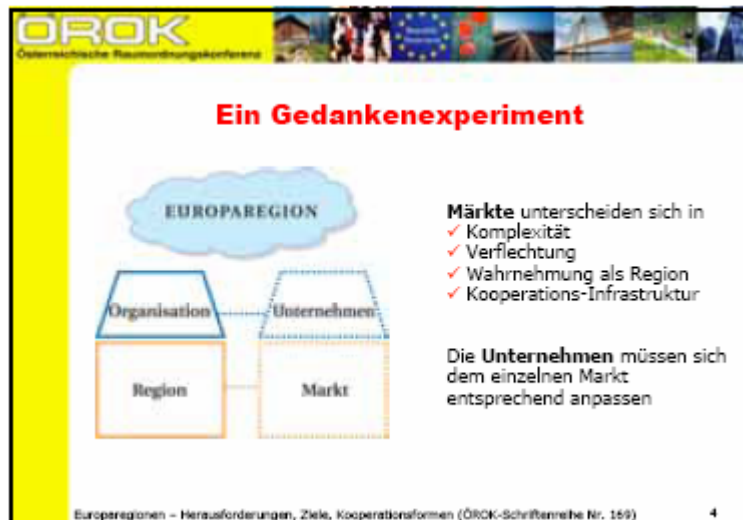 ÖROK
Österreichische Raumordnungskonferenz
Ein Gedankenexperiment
EUROPAREGION
Organisation
Unternehmen
Region
Markt
Märkte unterscheiden sich in
✓ Komplexität
✓ Verflechtung
✓ Wahrnehmung als Region
✓ Kooperations-Infrastruktur
Die Unternehmen müssen sich
dem einzelnen Markt
entsprechend anpassen
Europaregionen – Herausforderungen, Ziele, Kooperationsformen (ÖROK-Schriftenreihe Nr. 169)
4